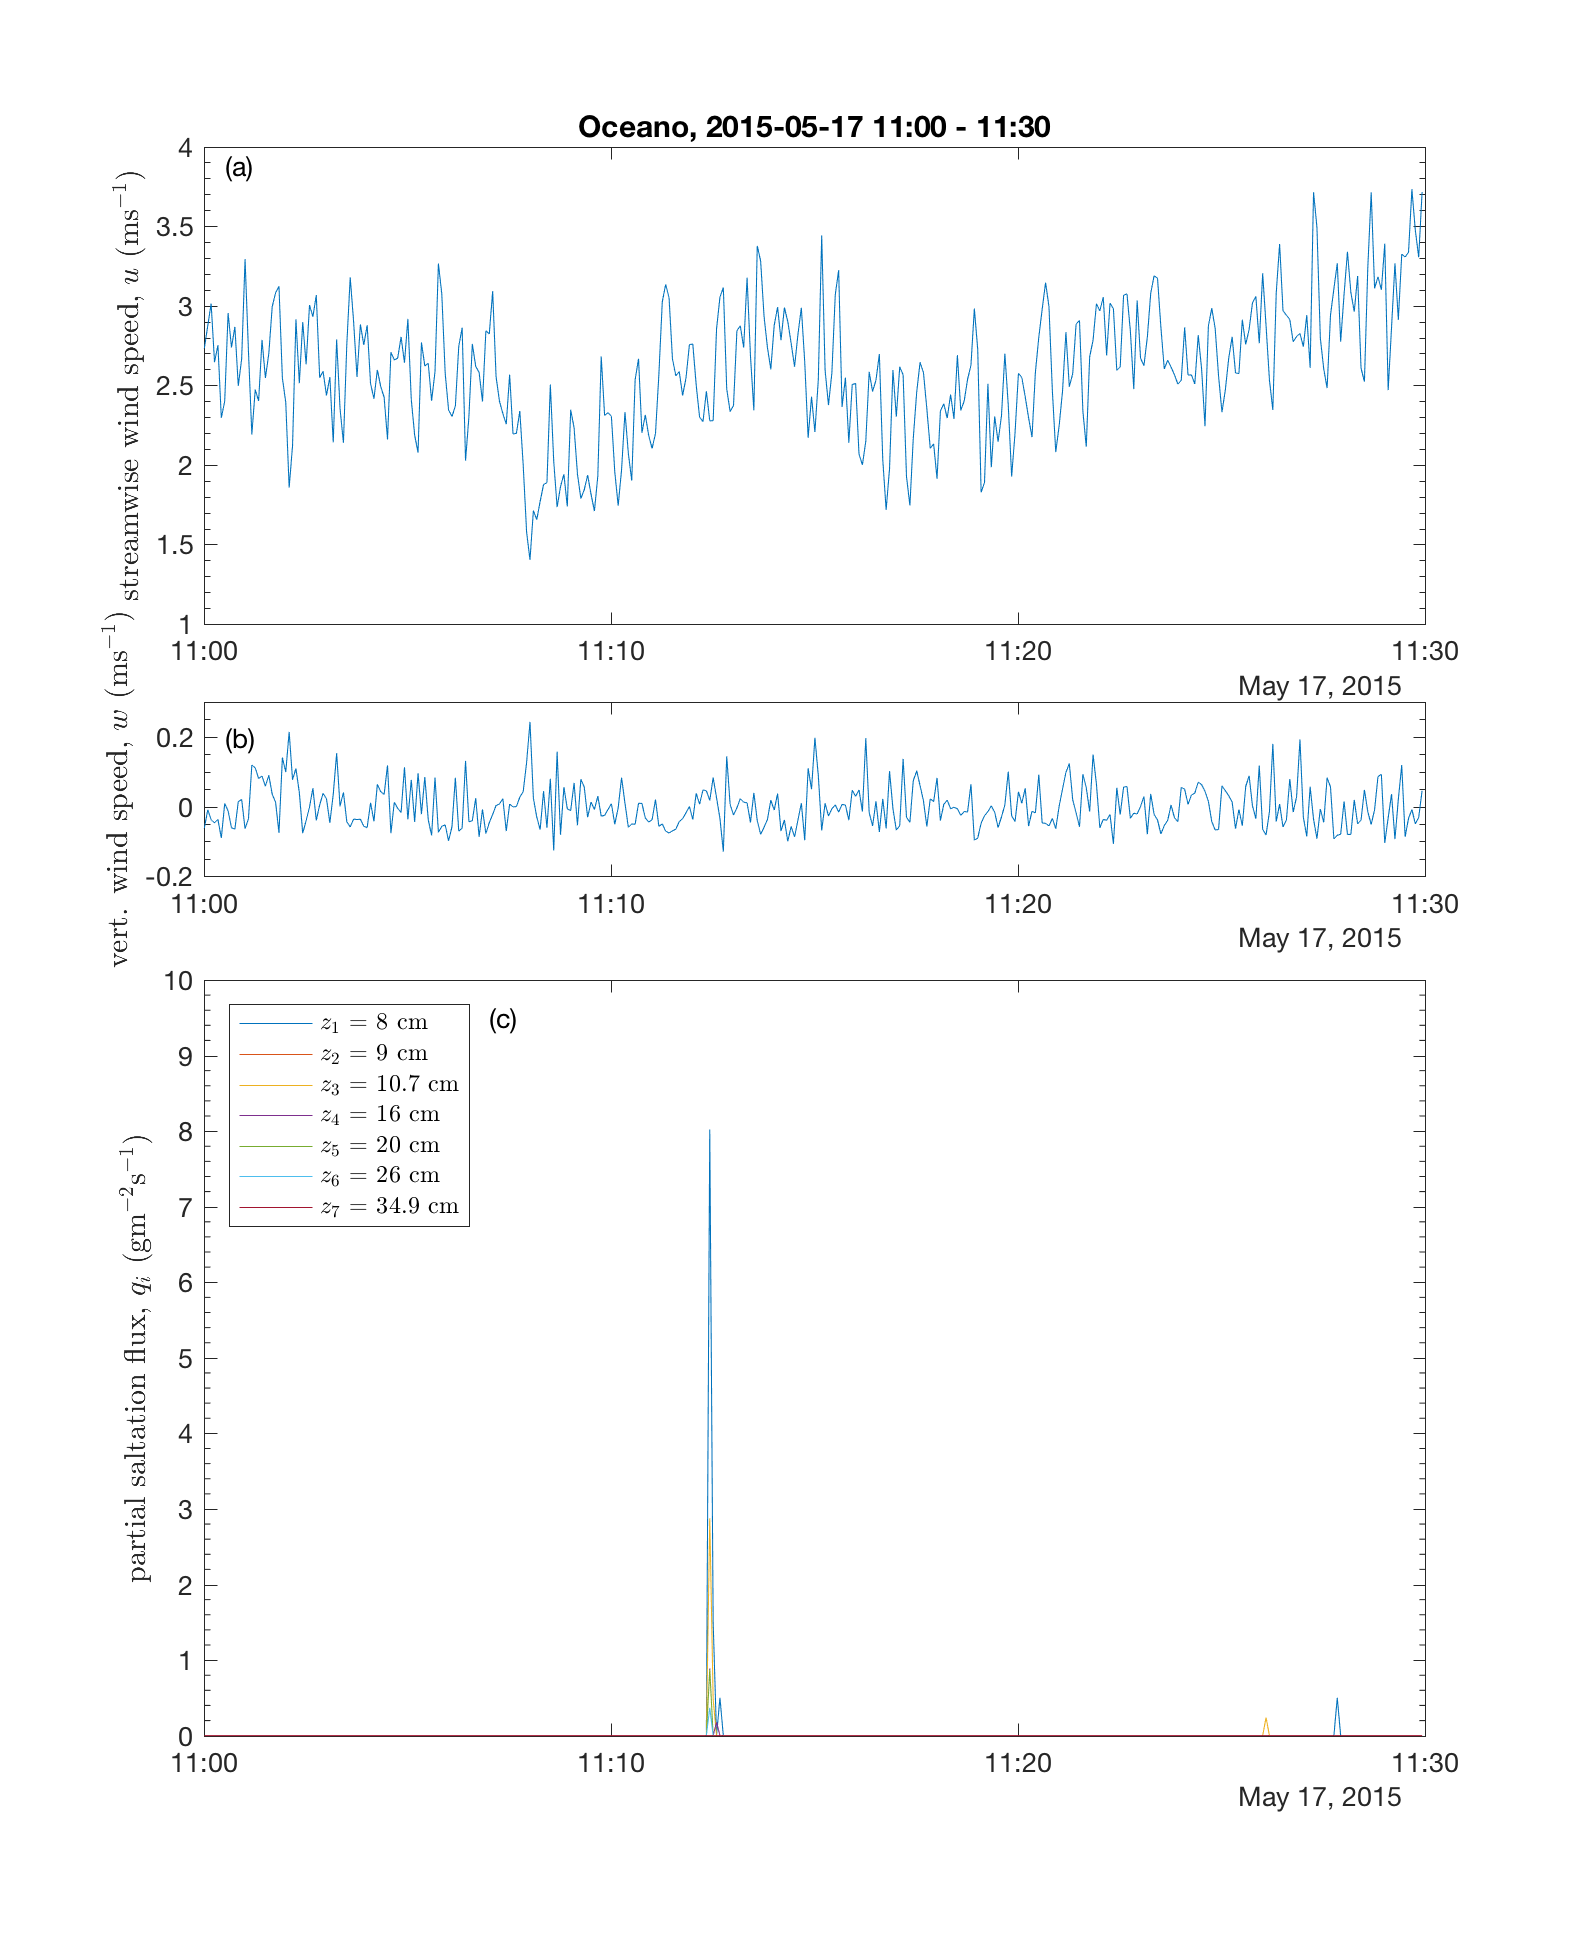 Oceano, 2015-05-17 11:00 - 11:30
(a)
streamwise wind speed, u (ms⁻¹)
4
3.5
3
2.5
2
1.5
1
11:00 11:10 11:20 11:30
May 17, 2015
(b)
vert. wind speed, w (ms⁻¹)
0.2
0
-0.2
11:00 11:10 11:20 11:30
May 17, 2015
(c)
partial saltation flux, qᵢ (gm⁻²s⁻¹)
10
9
8
7
6
5
4
3
2
1
0
z₁ = 8 cm
z₂ = 9 cm
z₃ = 10.7 cm
z₄ = 16 cm
z₅ = 20 cm
z₆ = 26 cm
z₇ = 34.9 cm
11:00 11:10 11:20 11:30
May 17, 2015